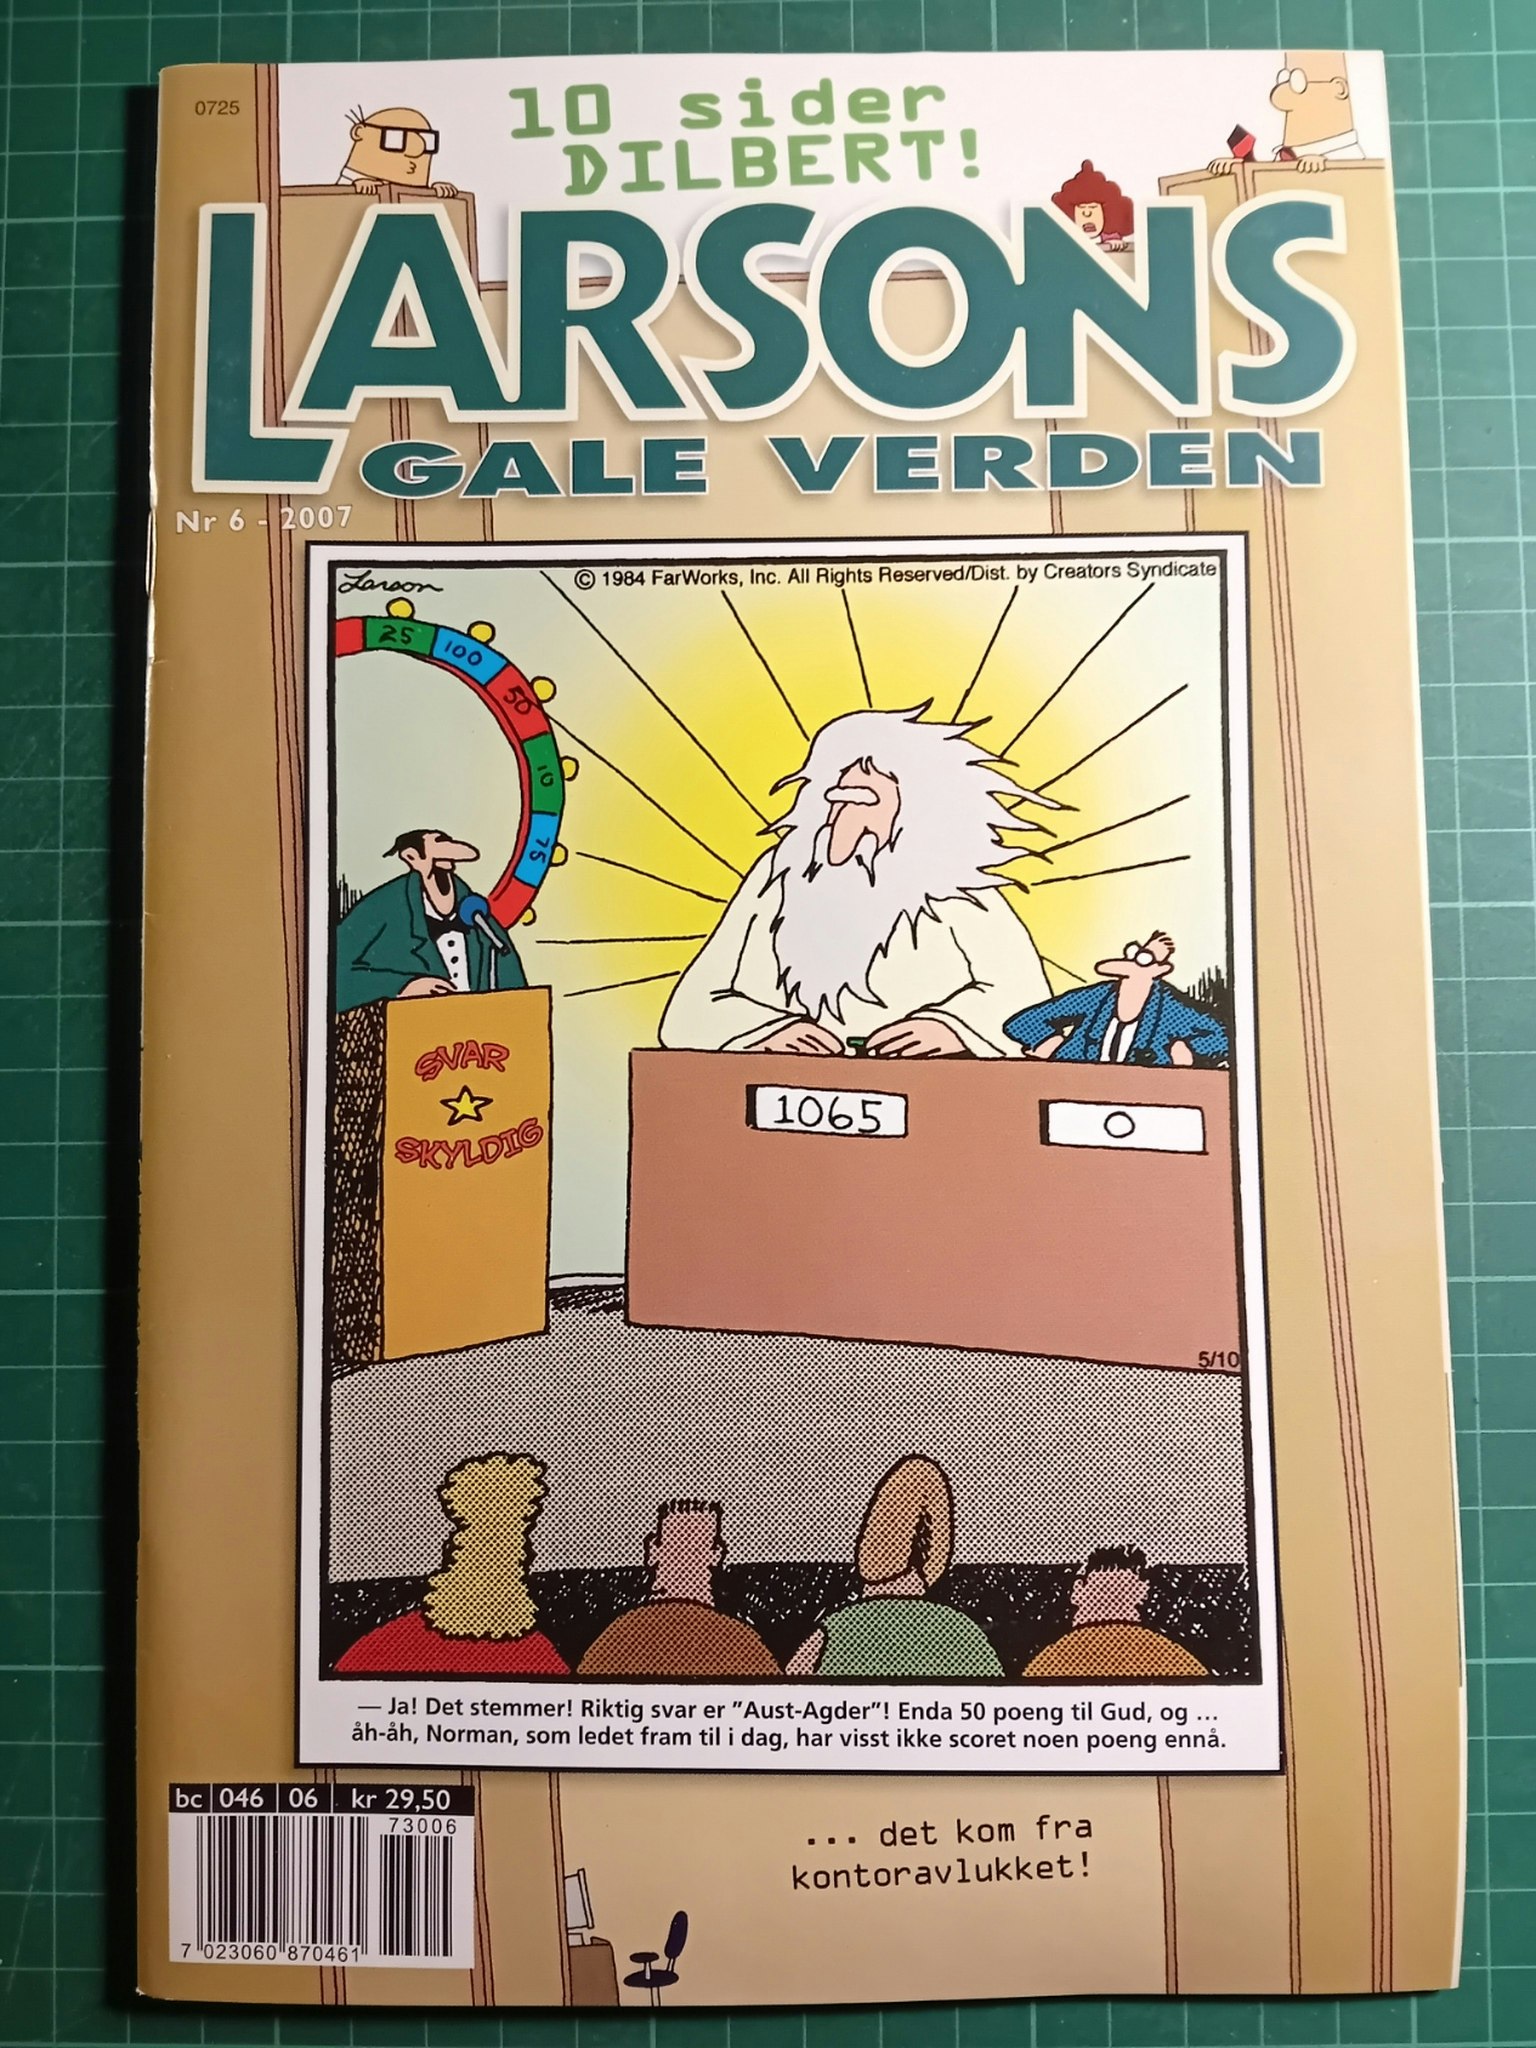 0725
10 sider
DILBERT!
LARSONS
GALE VERDEN
Nr 6 - 2007
Larson
© 1984 FarWorks, Inc. All Rights Reserved/Dist. by Creators Syndicate
25
100
50
10
75
SVAR
SKYLDIG
1065
0
5/10
— Ja! Det stemmer! Riktig svar er ”Aust-Agder”! Enda 50 poeng til Gud, og ...
åh-åh, Norman, som ledet fram til i dag, har visst ikke scoret noen poeng ennå.
bc 046 06 kr 29,50
73006
7 023060 870461
... det kom fra
kontoravlukket!